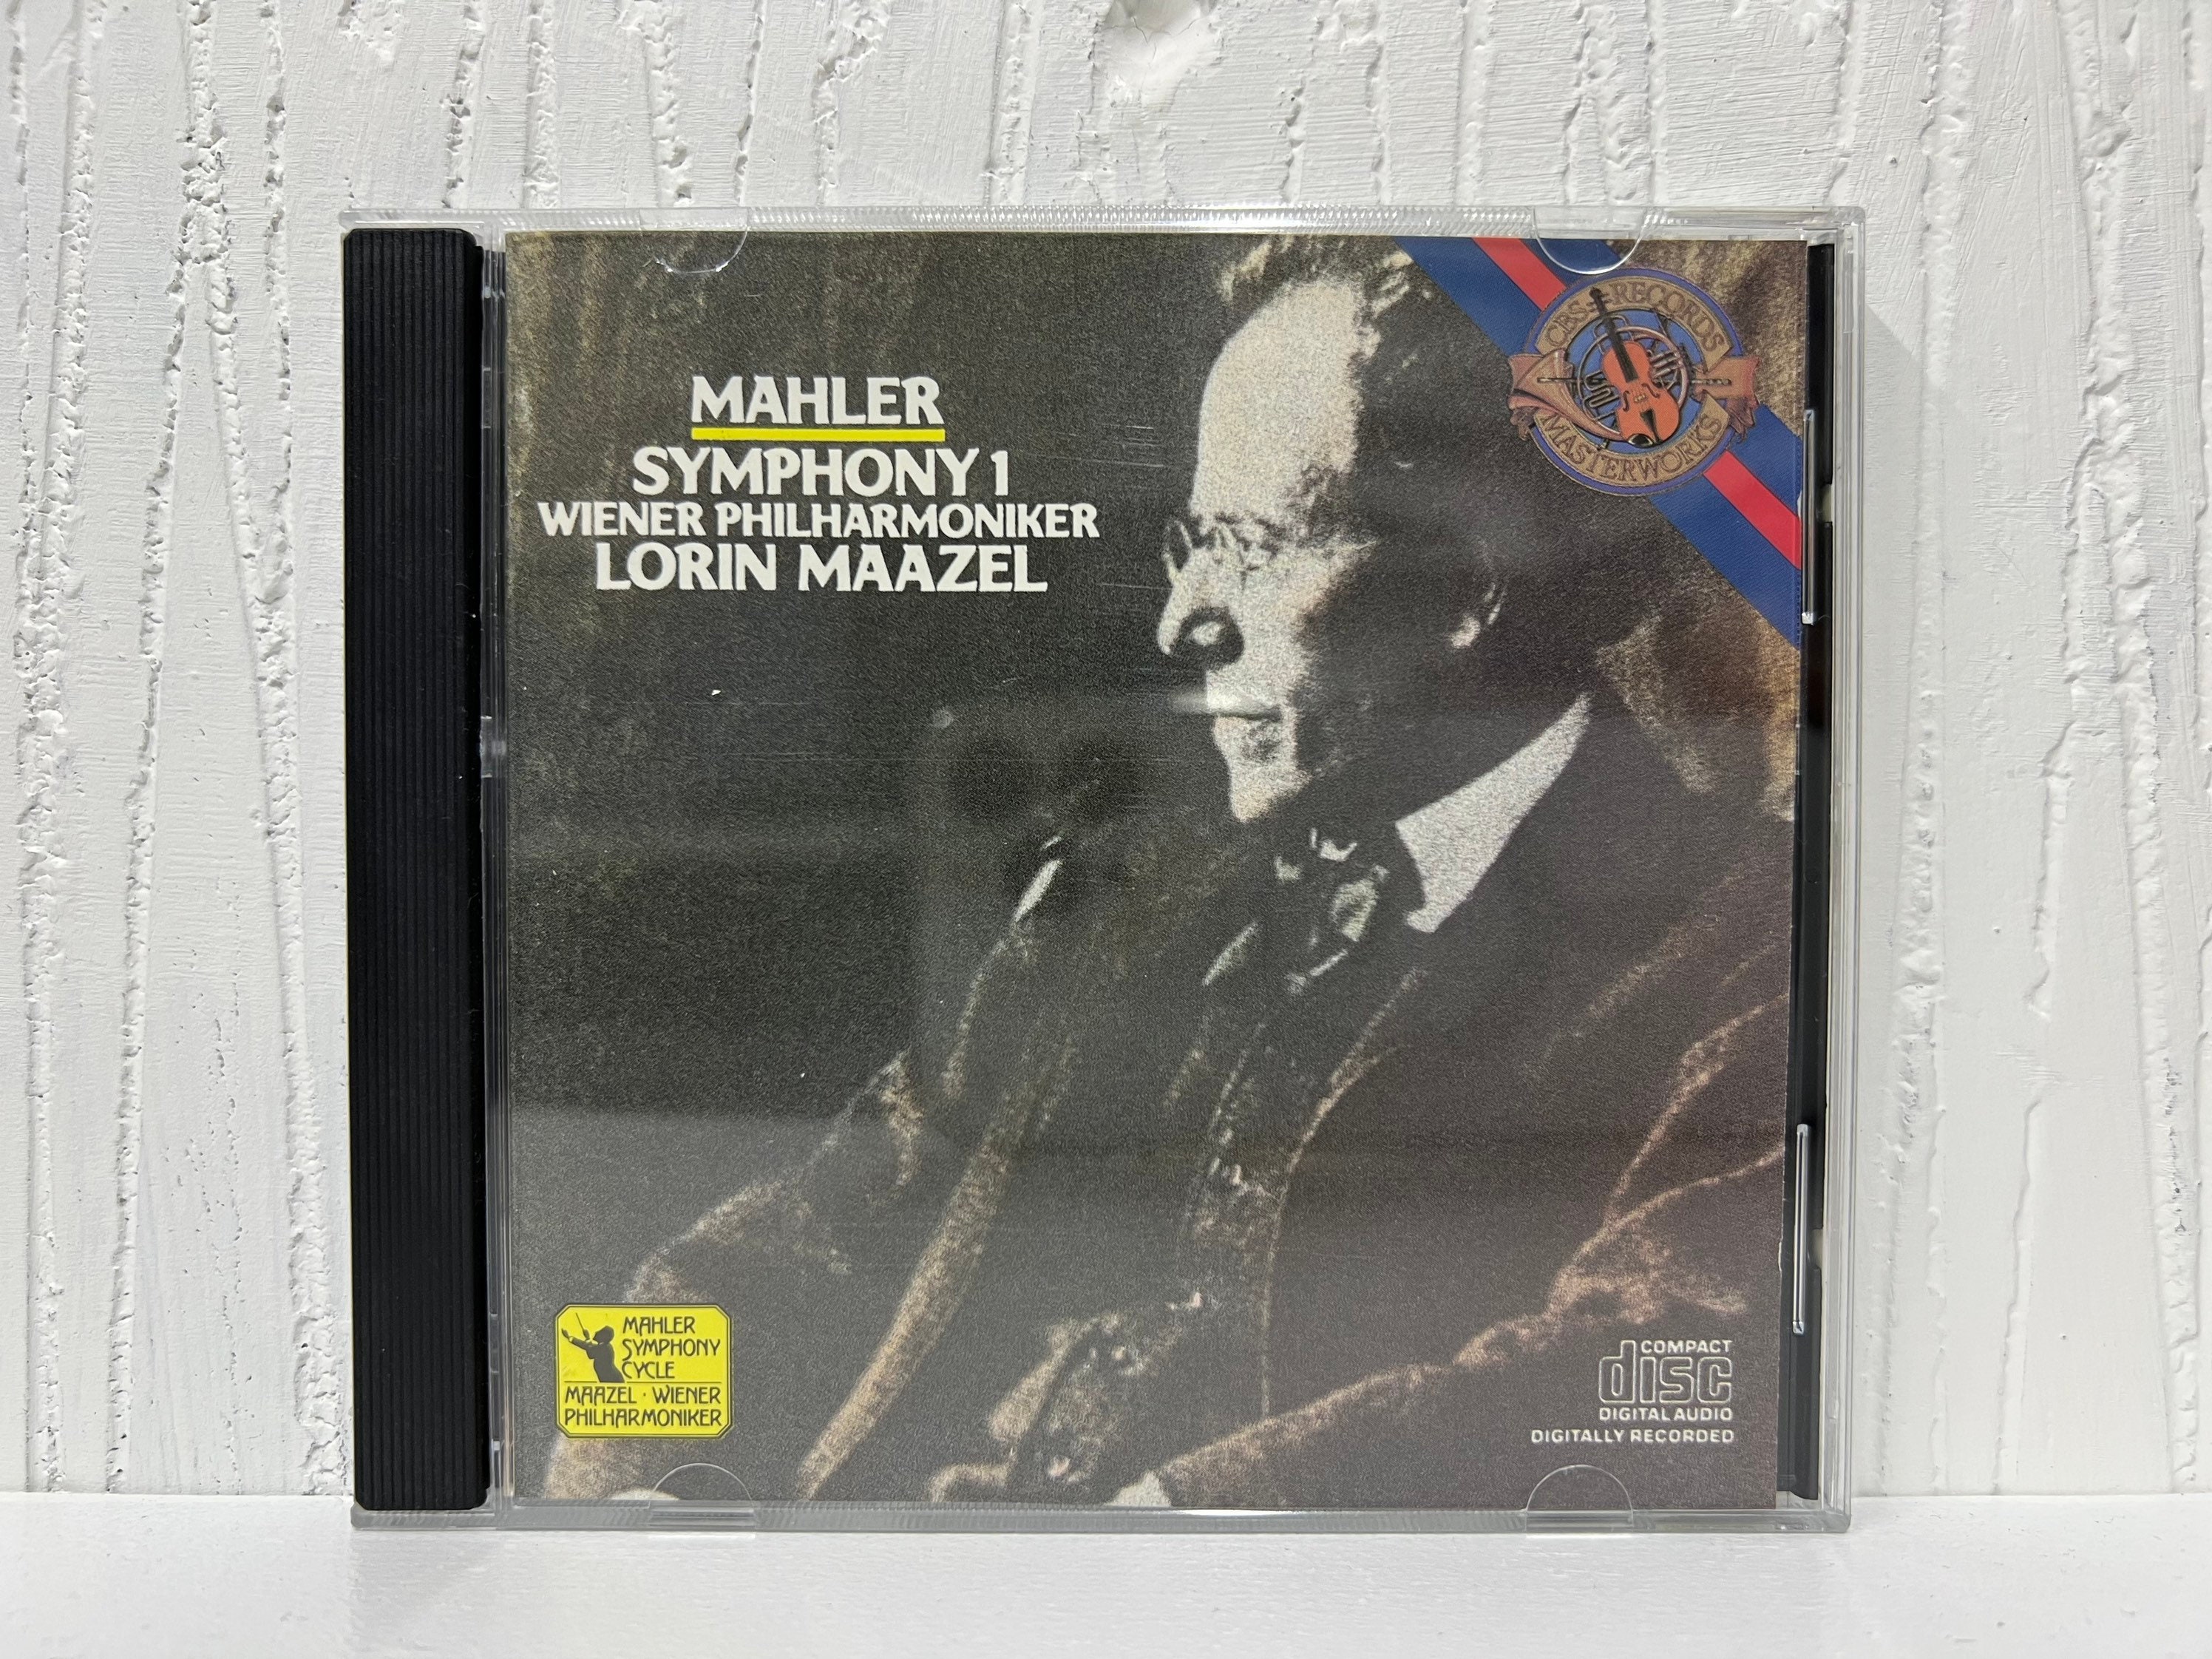 MAHLER
SYMPHONY 1
WIENER PHILHARMONIKER
LORIN MAAZEL
CBS RECORDS
MASTERWORKS
MAHLER
SYMPHONY
CYCLE
MAAZEL · WIENER
PHILHARMONIKER
COMPACT
disc
DIGITAL AUDIO
DIGITALLY RECORDED